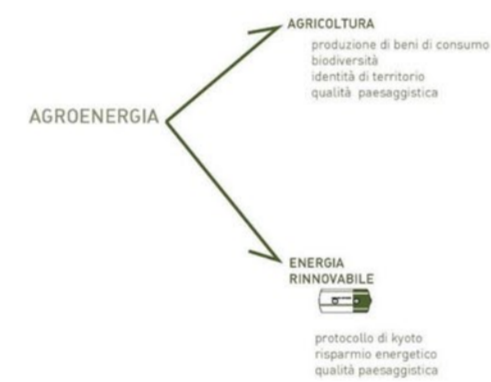 AGROENERGIA
AGRICOLTURA
produzione di beni di consumo
biodiversità
identità di territorio
qualità paesaggistica
ENERGIA
RINNOVABILE
protocollo di kyoto
risparmio energetico
qualità paesaggistica